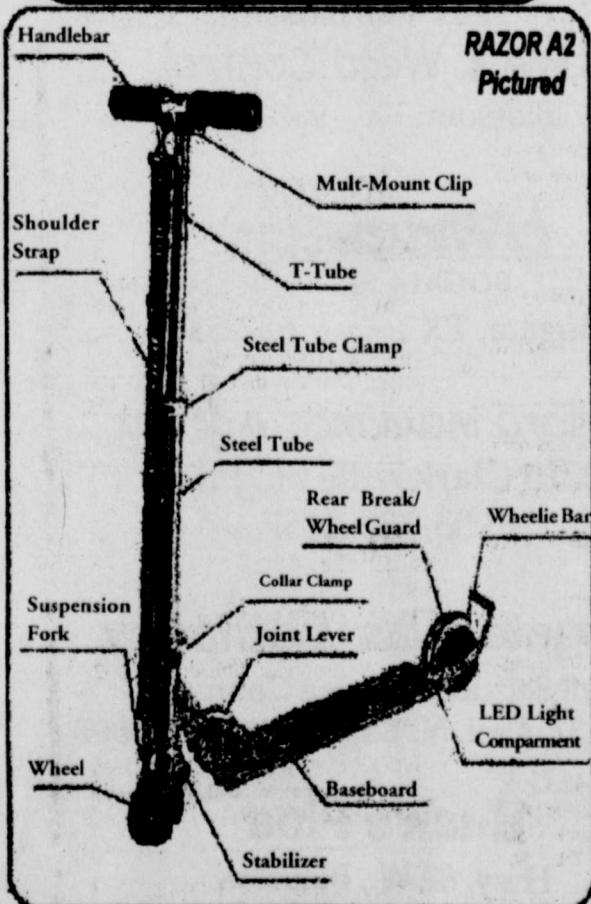 Handlebar
RAZOR A2
Pictured
Mult-Mount Clip
Shoulder
Strap
T-Tube
Steel Tube Clamp
Steel Tube
Rear Break/
Wheel Guard
Wheelie Bar
Collar Clamp
Suspension
Fork
Joint Lever
LED Light
Comparment
Wheel
Baseboard
Stabilizer